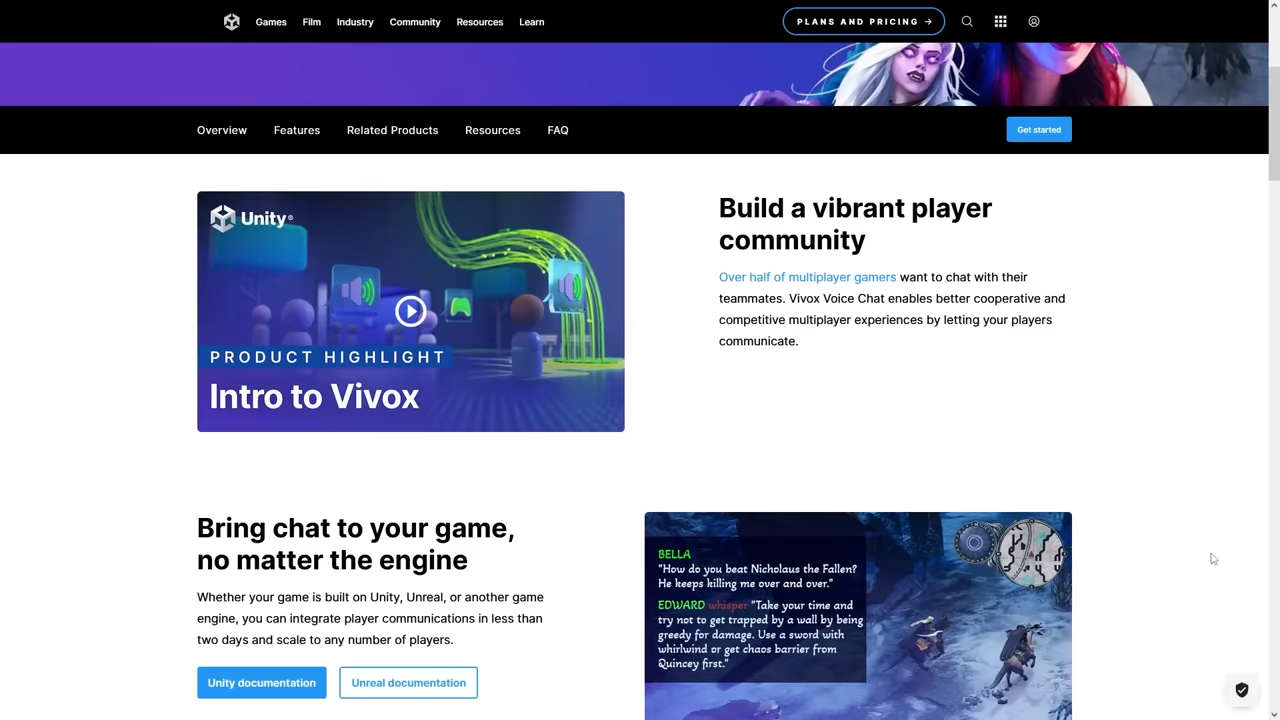 Games
Film
Industry
Community
Resources
Learn
PLANS AND PRICING →
Overview
Features
Related Products
Resources
FAQ
Get started
Unity®
PRODUCT HIGHLIGHT
Intro to Vivox
Build a vibrant player
community
Over half of multiplayer gamers want to chat with their
teammates. Vivox Voice Chat enables better cooperative and
competitive multiplayer experiences by letting your players
communicate.
Bring chat to your game,
no matter the engine
Whether your game is built on Unity, Unreal, or another game
engine, you can integrate player communications in less than
two days and scale to any number of players.
Unity documentation
Unreal documentation
BELLA
"How do you beat Nicholaus the Fallen?
He keeps killing me over and over."
EDWARD whisper "Take your time and
try not to get trapped by a wall by being
greedy for damage. Use a sword with
whirlwind or get chaos barrier from
Quincey first."